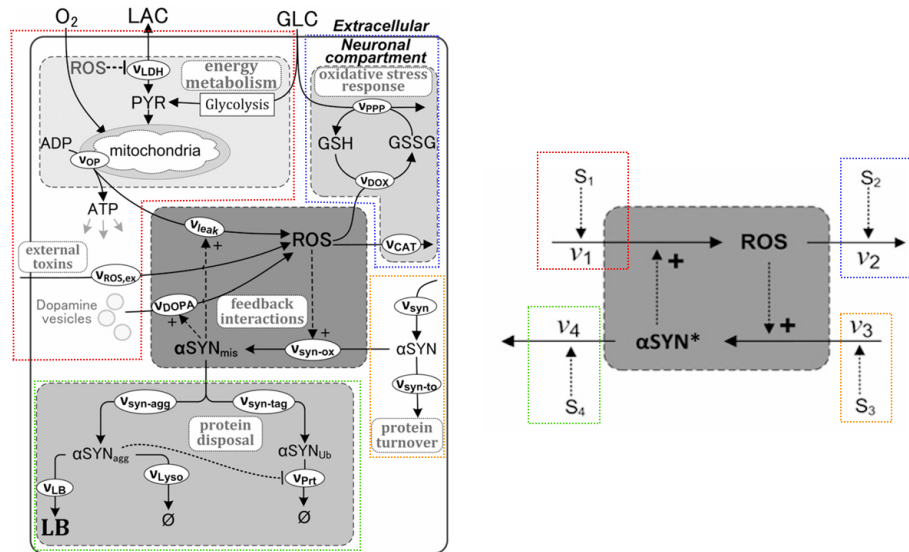 O₂
LAC
GLC
Extracellular
Neuronal
compartment
ROS
vLDH
energy
metabolism
oxidative stress
response
PYR
Glycolysis
vPPP
GSH
GSSG
ADP
vOP
mitochondria
vDOX
ATP
vleak
ROS
vCAT
external
toxins
vROS,ex
Dopamine
vesicles
vDOPA
+
+
feedback
interactions
+
vsyn
αSYNmis
vsyn-ox
αSYN
vsyn-to
protein
turnover
vsyn-agg
vsyn-tag
protein
disposal
αSYNagg
αSYNUb
vLB
vLyso
vPrt
LB
Ø
Ø
S₁
S₂
v₁
ROS
v₂
+
+
v₄
αSYN*
v₃
S₄
S₃